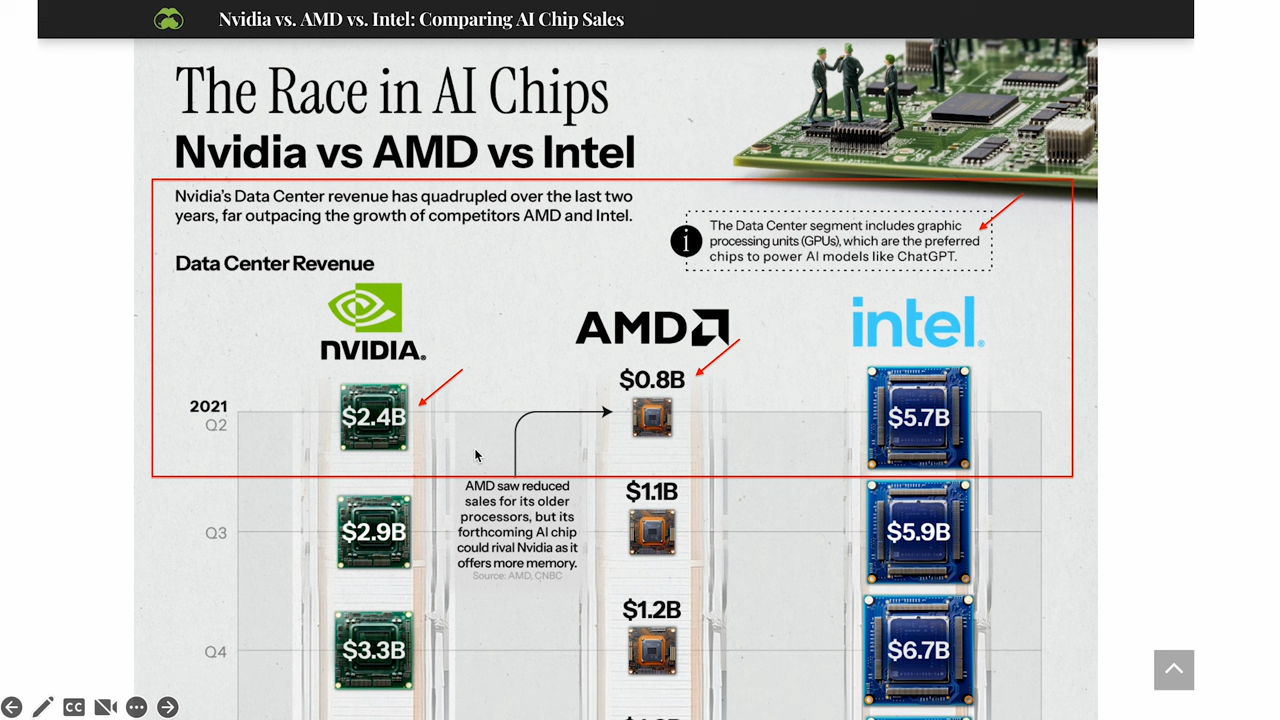 Nvidia vs. AMD vs. Intel: Comparing AI Chip Sales
The Race in AI Chips
Nvidia vs AMD vs Intel
Nvidia's Data Center revenue has quadrupled over the last two
years, far outpacing the growth of competitors AMD and Intel.
The Data Center segment includes graphic
processing units (GPUs), which are the preferred
chips to power AI models like ChatGPT.
Data Center Revenue
NVIDIA.
AMD
intel.
2021
Q2
$2.4B
$0.8B
$5.7B
AMD saw reduced
sales for its older
processors, but its
forthcoming AI chip
could rival Nvidia as it
offers more memory.
Source: AMD, CNBC
Q3
$2.9B
$1.1B
$5.9B
Q4
$3.3B
$1.2B
$6.7B
CC